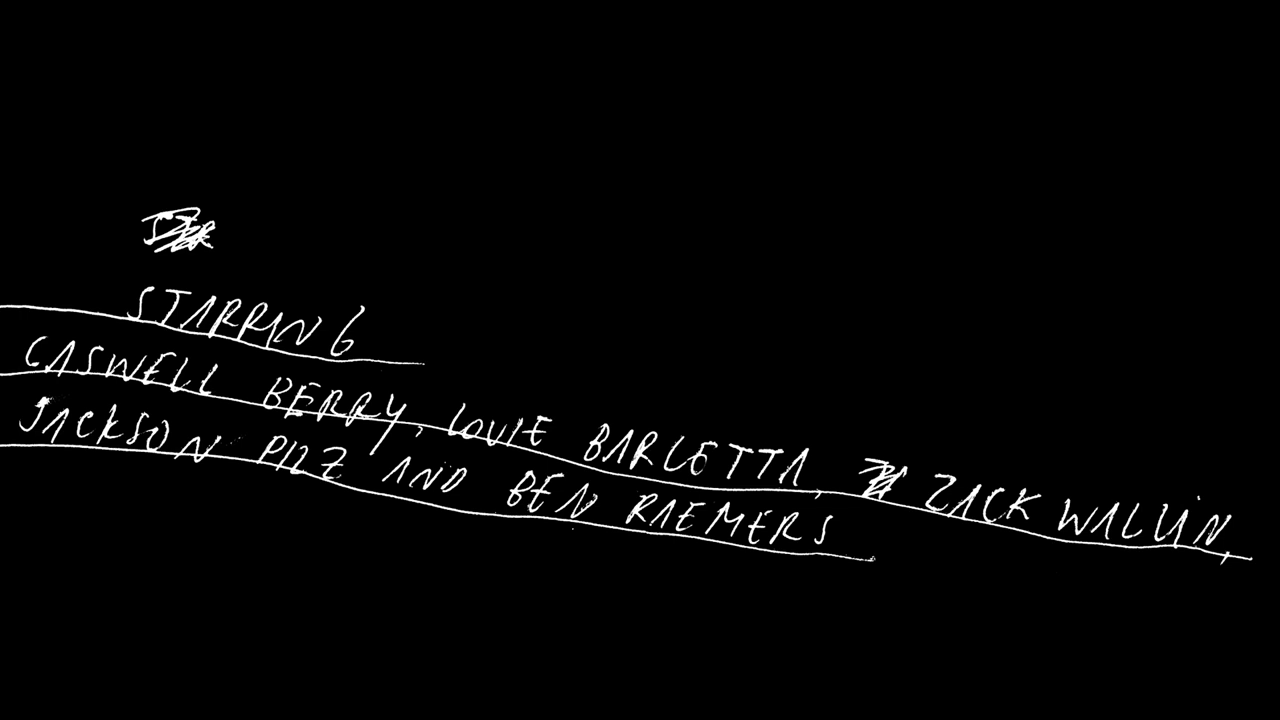 STARRING
CASWELL BERRY, LOUIE BARLETTA, ZACK WALLIN,
JACKSON PILZ AND BEN RAEMERS